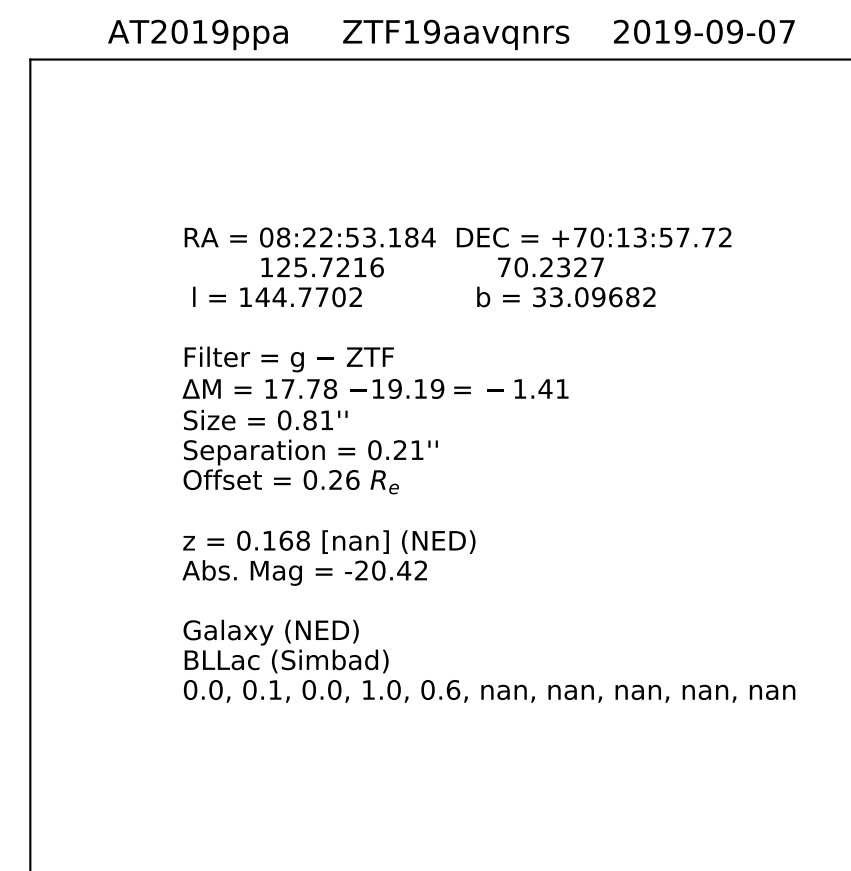 AT2019ppa ZTF19aavqnrs 2019-09-07
RA = 08:22:53.184 DEC = +70:13:57.72
125.7216 70.2327
l = 144.7702 b = 33.09682
Filter = g − ZTF
ΔM = 17.78 −19.19 = − 1.41
Size = 0.81''
Separation = 0.21''
Offset = 0.26 Re
z = 0.168 [nan] (NED)
Abs. Mag = -20.42
Galaxy (NED)
BLLac (Simbad)
0.0, 0.1, 0.0, 1.0, 0.6, nan, nan, nan, nan, nan